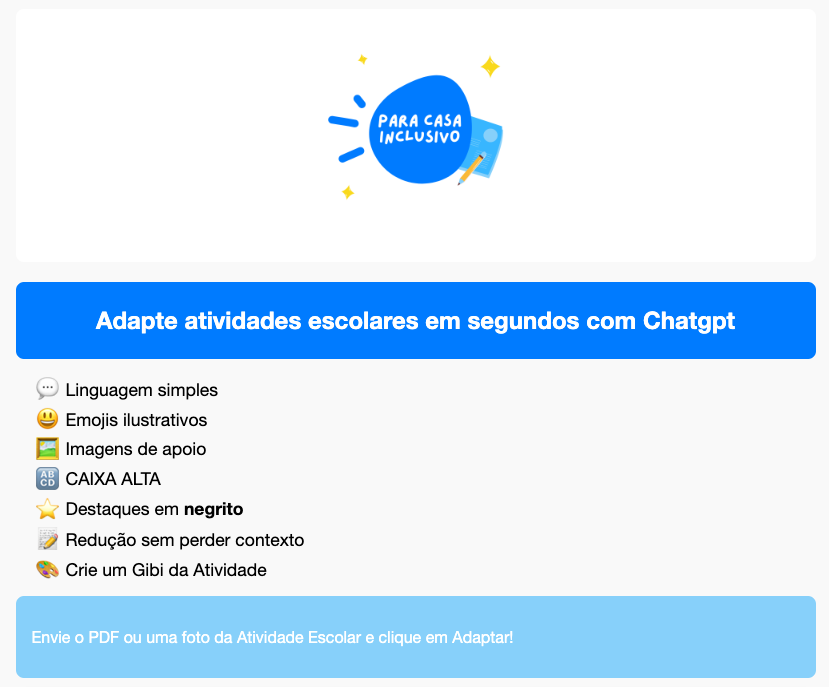 PARA CASA
INCLUSIVO
Adapte atividades escolares em segundos com Chatgpt
💬 Linguagem simples
😃 Emojis ilustrativos
🖼️ Imagens de apoio
🔠 CAIXA ALTA
⭐ Destaques em negrito
📝 Redução sem perder contexto
🎨 Crie um Gibi da Atividade
Envie o PDF ou uma foto da Atividade Escolar e clique em Adaptar!